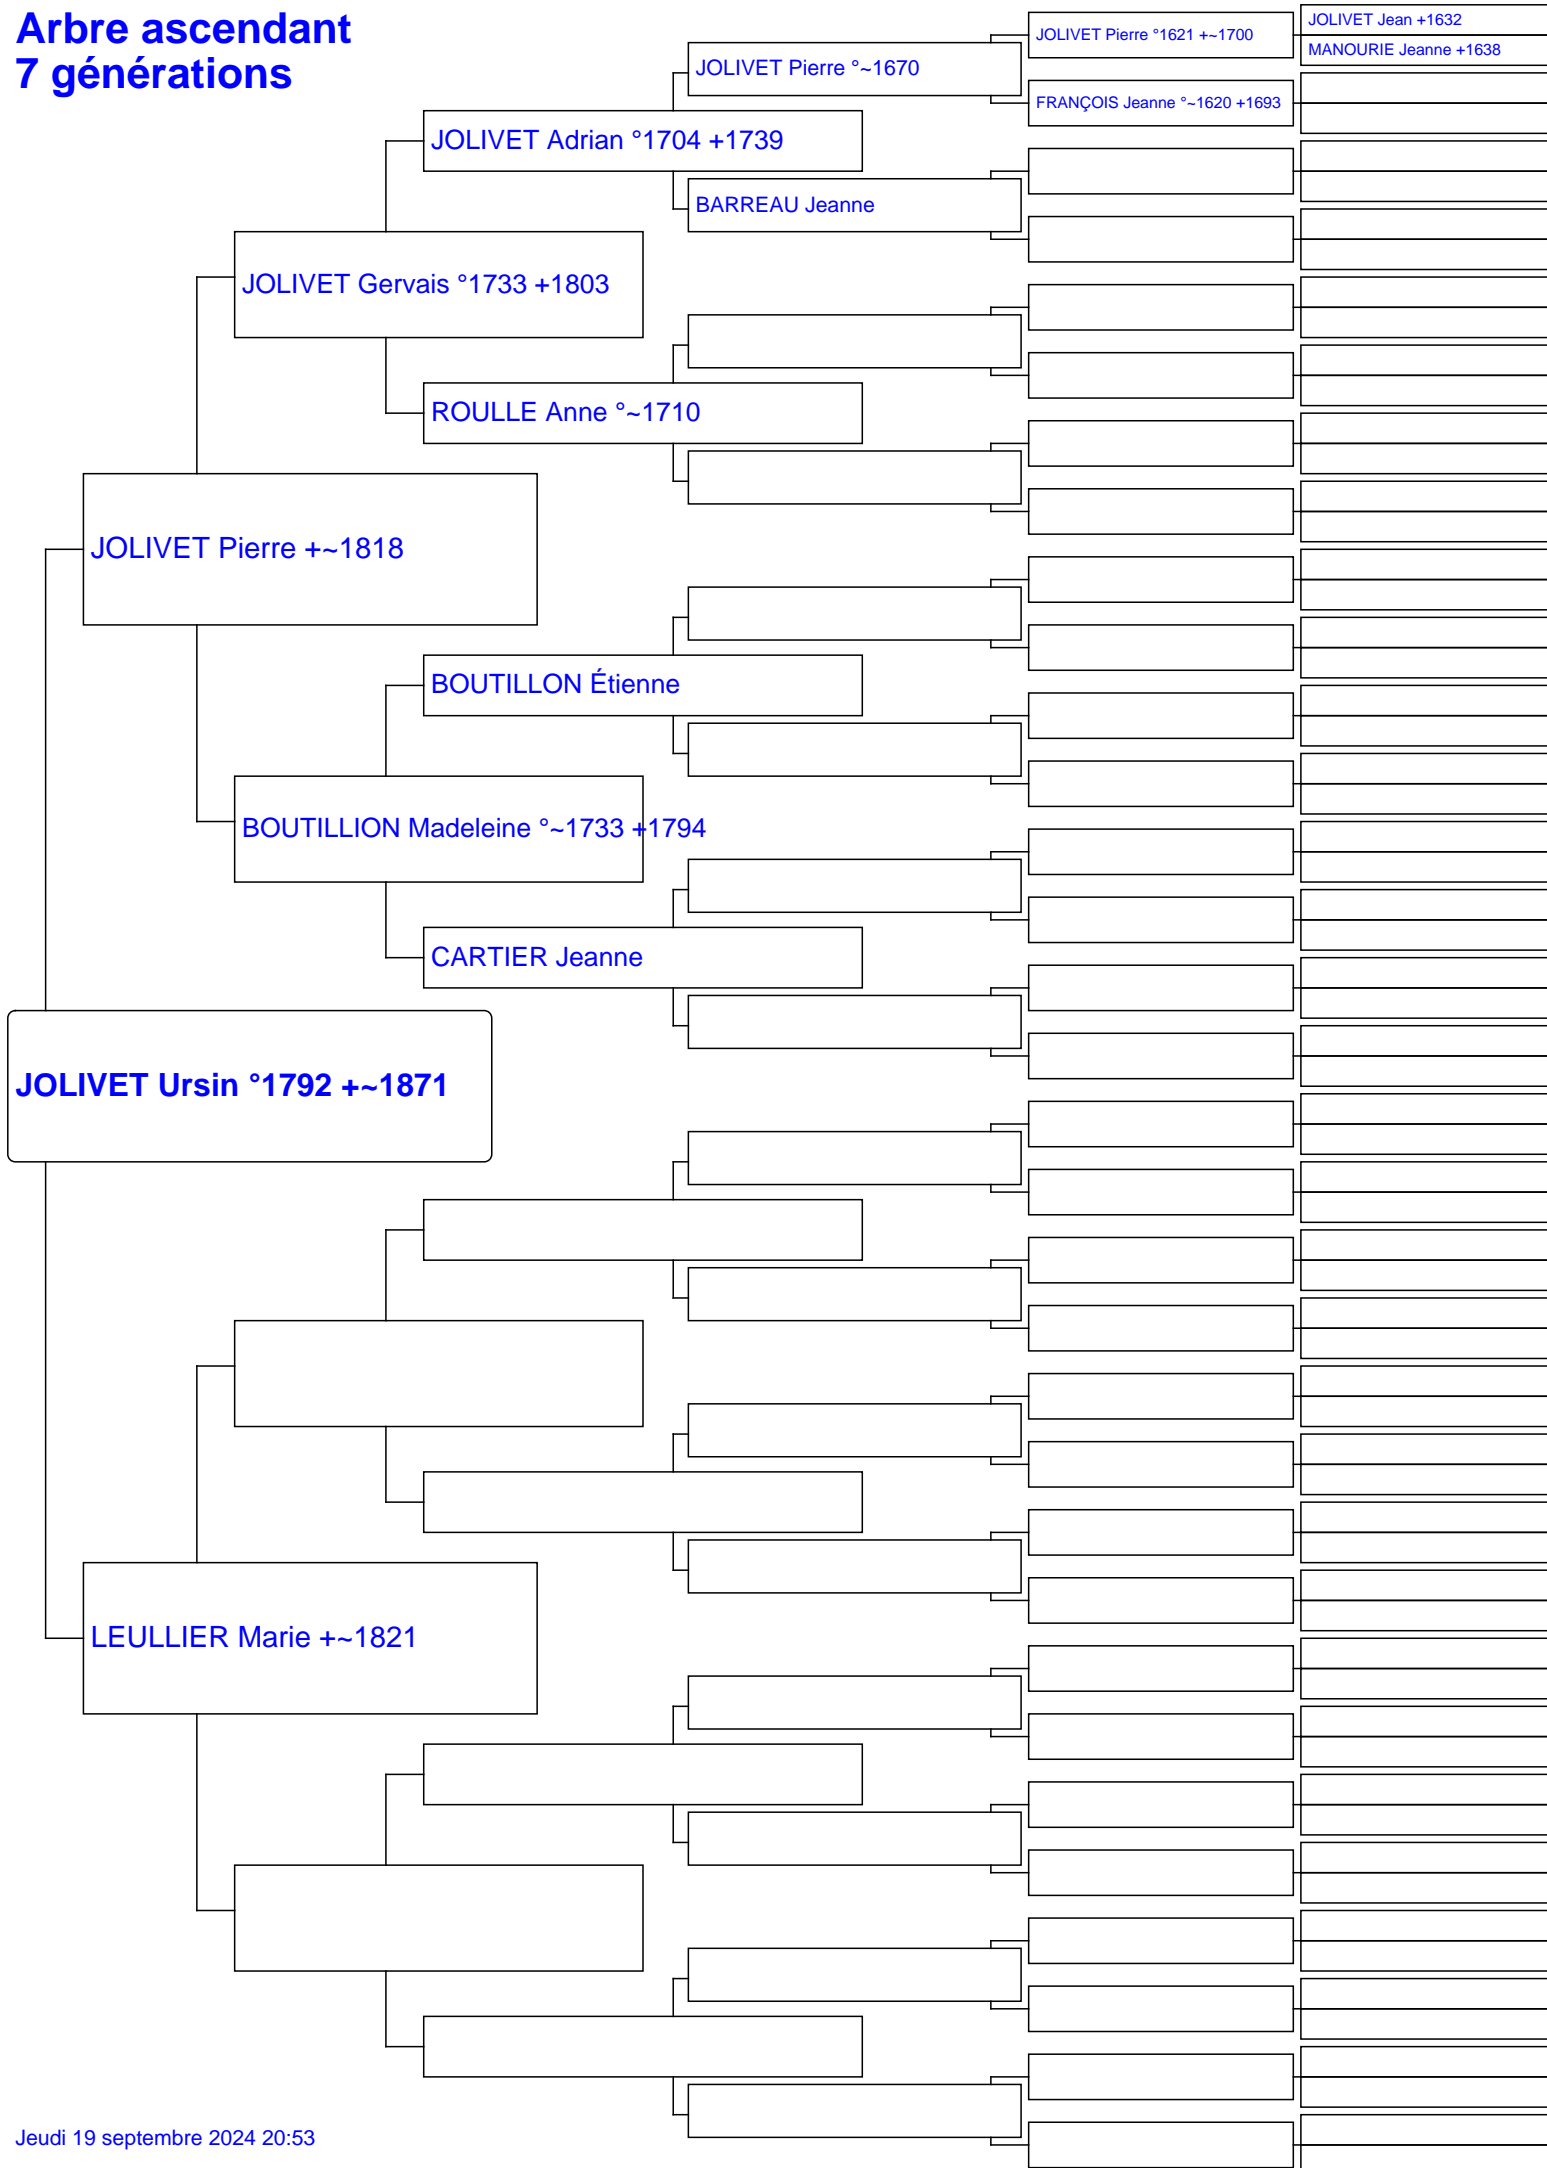 Arbre ascendant
7 générations
JOLIVET Jean +1632
JOLIVET Pierre °1621 +~1700
MANOURIE Jeanne +1638
JOLIVET Pierre °~1670
FRANÇOIS Jeanne °~1620 +1693
JOLIVET Adrian °1704 +1739
BARREAU Jeanne
JOLIVET Gervais °1733 +1803
ROULLE Anne °~1710
JOLIVET Pierre +~1818
BOUTILLON Étienne
BOUTILLION Madeleine °~1733 +1794
CARTIER Jeanne
JOLIVET Ursin °1792 +~1871
LEULLIER Marie +~1821
Jeudi 19 septembre 2024 20:53